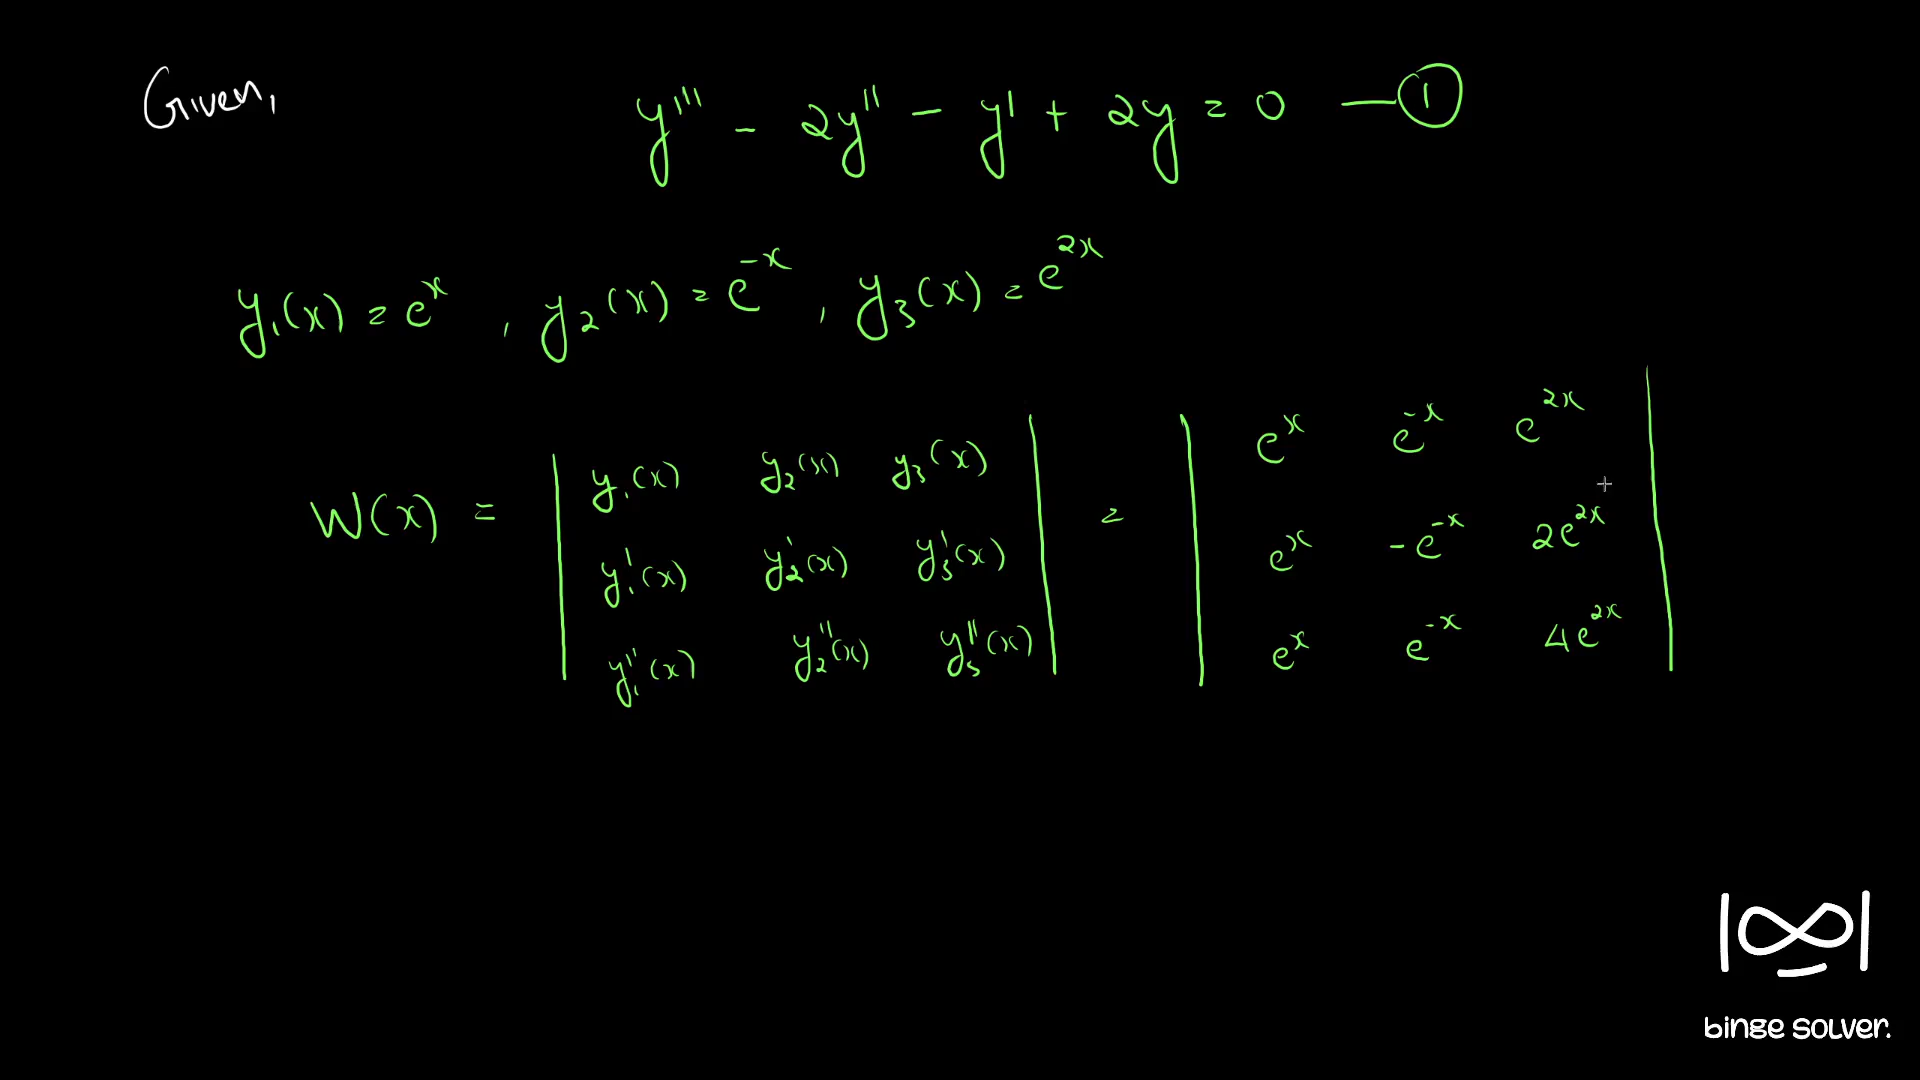 Given,
y''' - 2y'' - y' + 2y = 0 —①
y₁(x) = eˣ , y₂(x) = e⁻ˣ , y₃(x) = e²ˣ
W(x) = | y₁(x) y₂(x) y₃(x) | = | eˣ e⁻ˣ e²ˣ |
| y₁'(x) y₂'(x) y₃'(x) | | eˣ -e⁻ˣ 2e²ˣ |
| y₁''(x) y₂''(x) y₃''(x) | | eˣ e⁻ˣ 4e²ˣ |
binge solver.